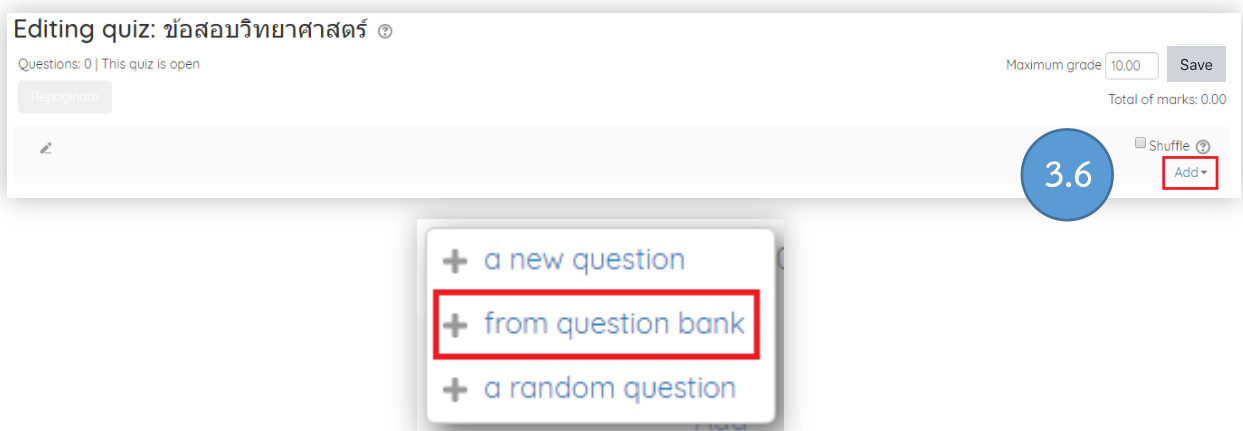 Editing quiz: ข้อสอบวิทยาศาสตร์
Questions: 0 | This quiz is open
Maximum grade 10.00 Save
Repaginate
Total of marks: 0.00
Shuffle
3.6
Add
a new question
from question bank
a random question